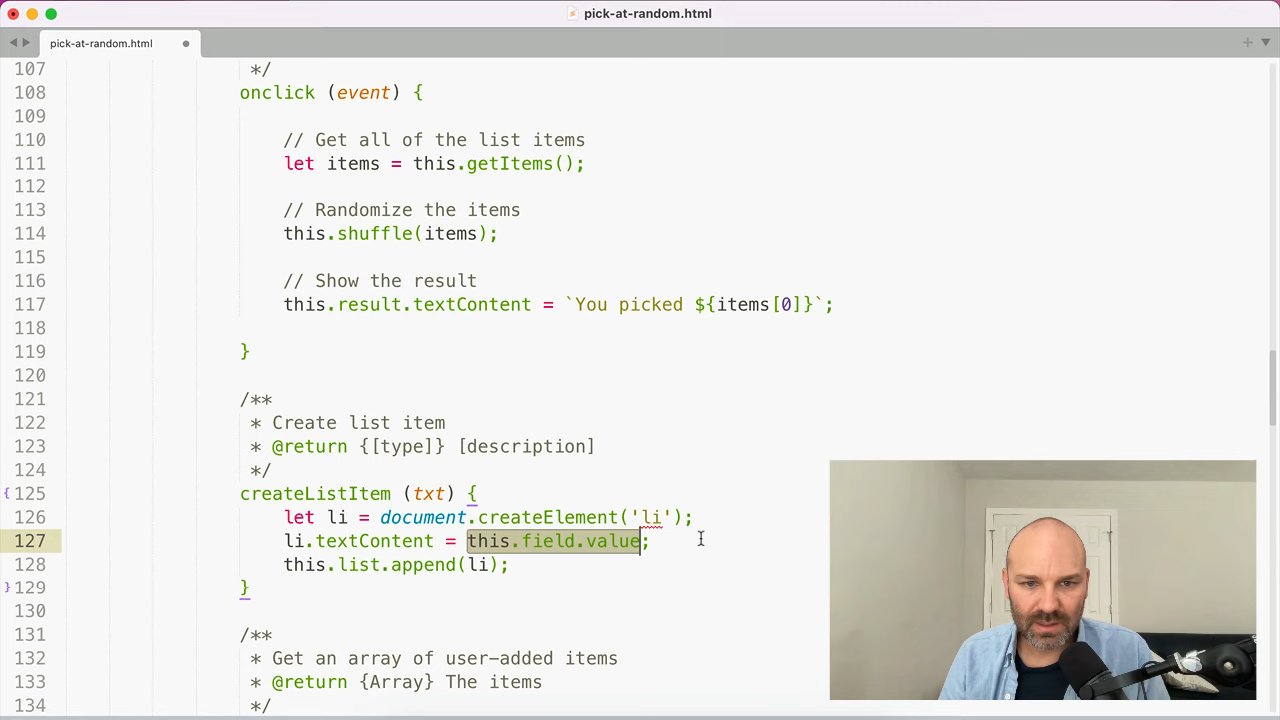 pick-at-random.html
pick-at-random.html
107 */
108 onclick (event) {
109
110 // Get all of the list items
111 let items = this.getItems();
112
113 // Randomize the items
114 this.shuffle(items);
115
116 // Show the result
117 this.result.textContent = `You picked ${items[0]}`;
118
119 }
120
121 /**
122 * Create list item
123 * @return {[type]} [description]
124 */
{ 125 createListItem (txt) {
126 let li = document.createElement('li');
127 li.textContent = this.field.value;
128 this.list.append(li);
} 129 }
130
131 /**
132 * Get an array of user-added items
133 * @return {Array} The items
134 */